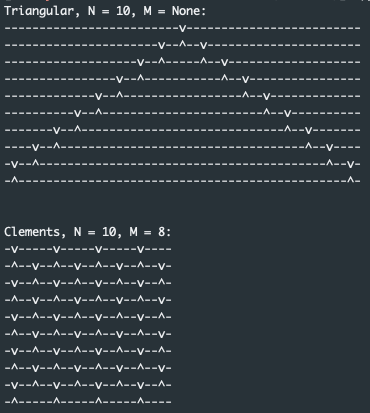 Triangular, N = 10, M = None:
-------------------------v-------------------------
----------------------v--^--v----------------------
-------------------v--^-----^--v-------------------
----------------v--^-----------^--v----------------
-------------v--^-----------------^--v-------------
----------v--^-----------------------^--v----------
-------v--^-----------------------------^--v-------
----v--^-----------------------------------^--v----
-v--^-----------------------------------------^--v-
-^-----------------------------------------------^-
Clements, N = 10, M = 8:
-v-----v-----v-----v----
-^--v--^--v--^--v--^--v-
-v--^--v--^--v--^--v--^-
-^--v--^--v--^--v--^--v-
-v--^--v--^--v--^--v--^-
-^--v--^--v--^--v--^--v-
-v--^--v--^--v--^--v--^-
-^--v--^--v--^--v--^--v-
-v--^--v--^--v--^--v--^-
-^-----^-----^-----^----